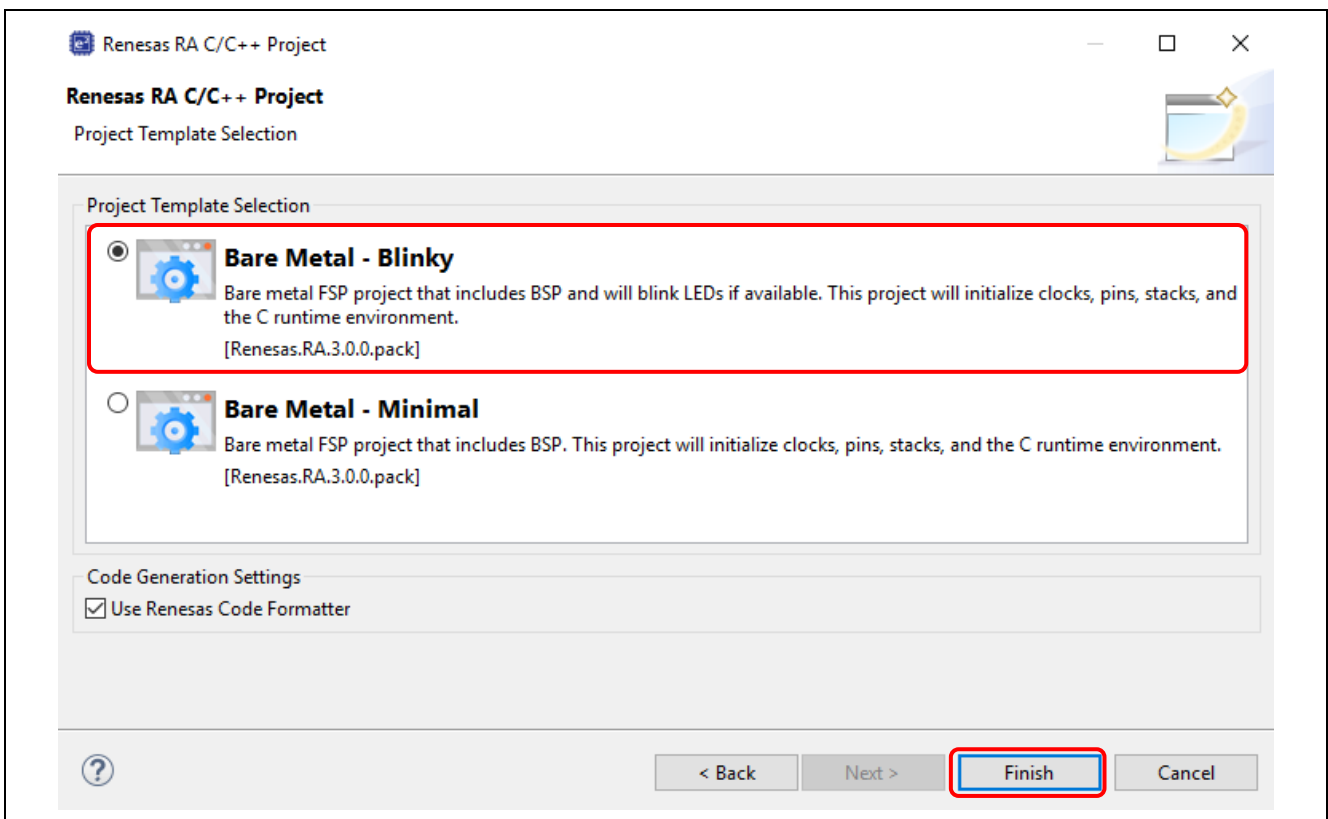 Renesas RA C/C++ Project
Renesas RA C/C++ Project
Project Template Selection
Project Template Selection
Bare Metal - Blinky
Bare metal FSP project that includes BSP and will blink LEDs if available. This project will initialize clocks, pins, stacks, and
the C runtime environment.
[Renesas.RA.3.0.0.pack]
Bare Metal - Minimal
Bare metal FSP project that includes BSP. This project will initialize clocks, pins, stacks, and the C runtime environment.
[Renesas.RA.3.0.0.pack]
Code Generation Settings
Use Renesas Code Formatter
< Back
Next >
Finish
Cancel